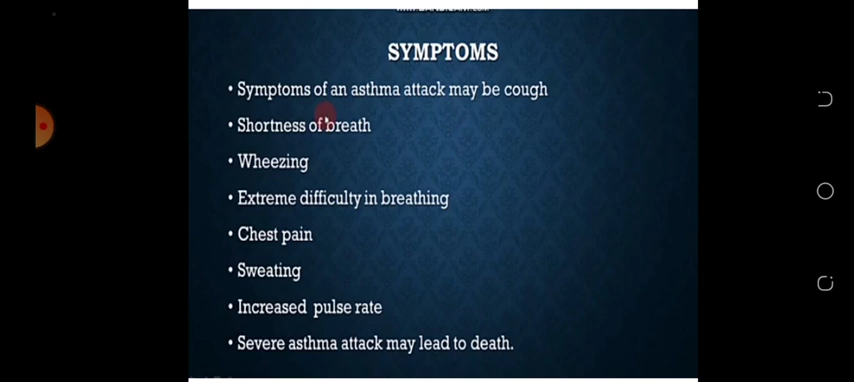 SYMPTOMS
• Symptoms of an asthma attack may be cough
• Shortness of breath
• Wheezing
• Extreme difficulty in breathing
• Chest pain
• Sweating
• Increased pulse rate
• Severe asthma attack may lead to death.